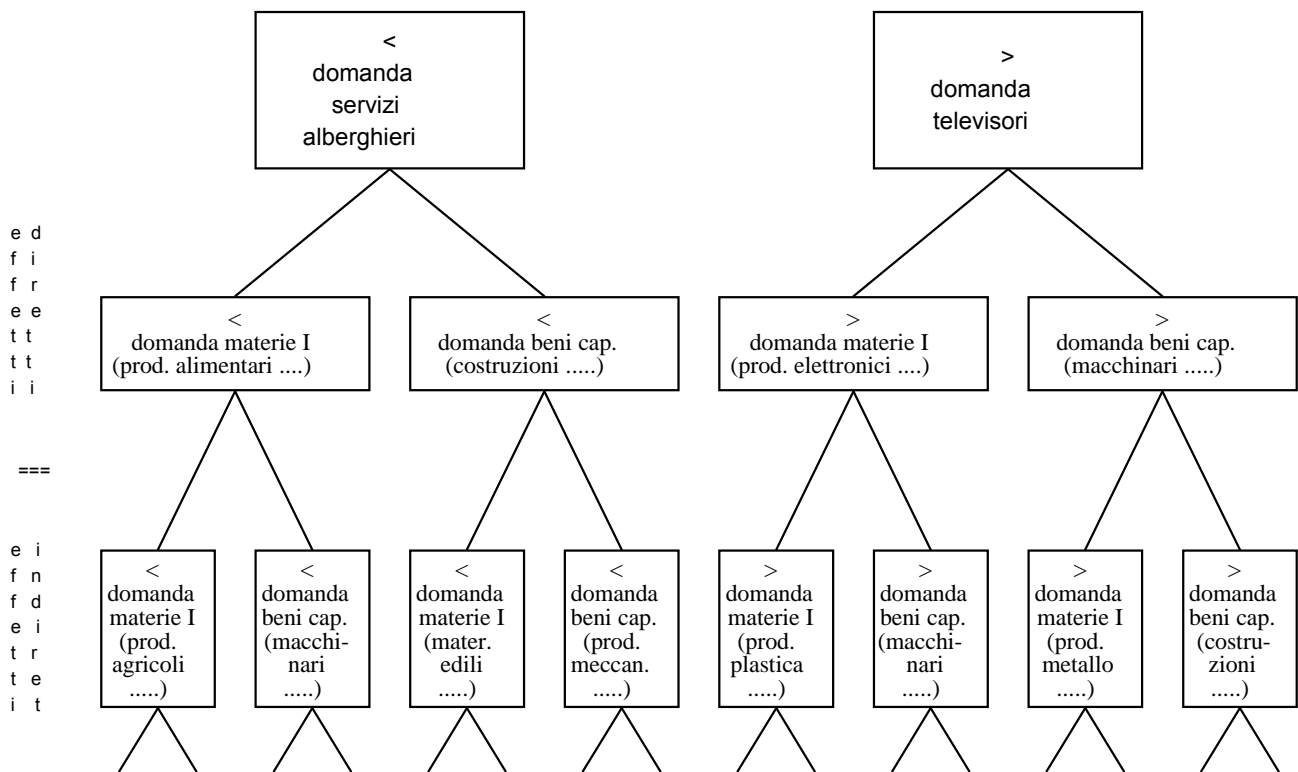 <
domanda
servizi
alberghieri
>
domanda
televisori
e d
f i
f r
e e
t t
t t
i i
<
domanda materie I
(prod. alimentari ....)
<
domanda beni cap.
(costruzioni .....)
>
domanda materie I
(prod. elettronici ....)
>
domanda beni cap.
(macchinari .....)
===
e i
f n
f d
e i
t r
t e
i t
<
domanda
materie I
(prod.
agricoli
.....)
<
domanda
beni cap.
(macchi-
nari
.....)
<
domanda
materie I
(mater.
edili
.....)
<
domanda
beni cap.
(prod.
meccan.
.....)
>
domanda
materie I
(prod.
plastica
.....)
>
domanda
beni cap.
(macchi-
nari
.....)
>
domanda
materie I
(prod.
metallo
.....)
>
domanda
beni cap.
(costru-
zioni
.....)